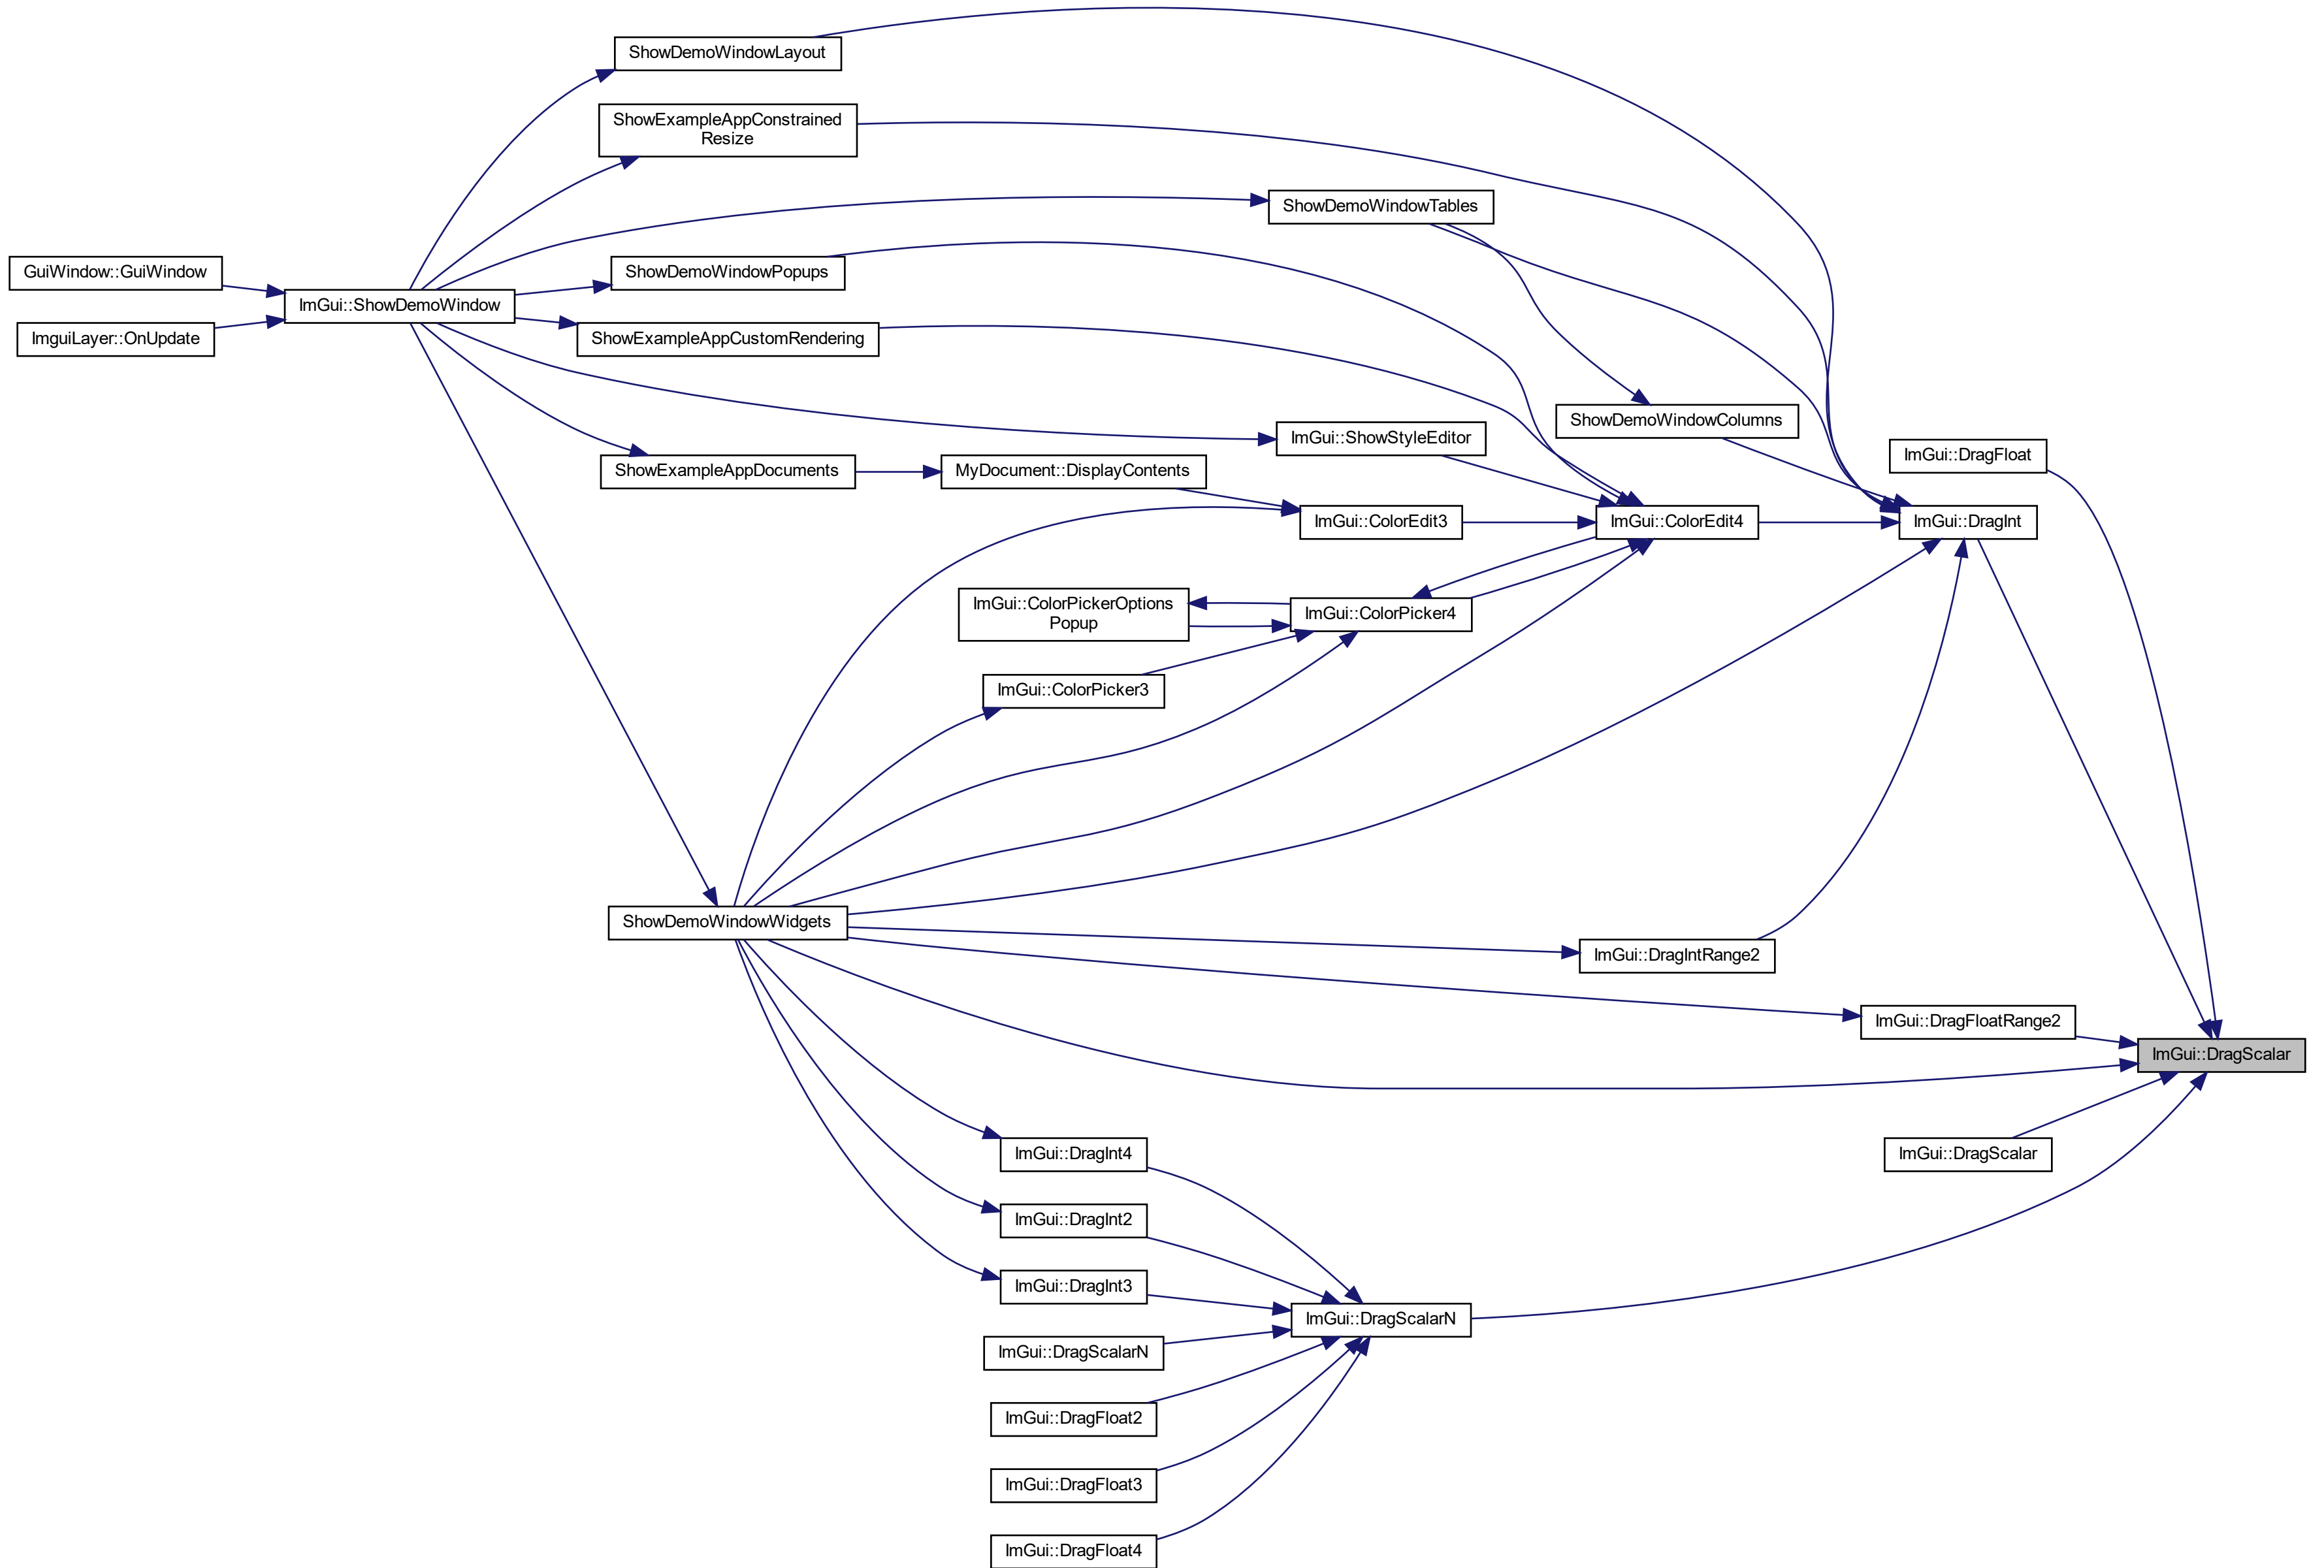 ShowDemoWindowLayout
ShowExampleAppConstrained
Resize
ShowDemoWindowTables
GuiWindow::GuiWindow
ShowDemoWindowPopups
ImGui::ShowDemoWindow
ImguiLayer::OnUpdate
ShowExampleAppCustomRendering
ShowDemoWindowColumns
ImGui::ShowStyleEditor
ImGui::DragFloat
ShowExampleAppDocuments
MyDocument::DisplayContents
ImGui::ColorEdit3
ImGui::ColorEdit4
ImGui::DragInt
ImGui::ColorPickerOptions
Popup
ImGui::ColorPicker4
ImGui::ColorPicker3
ShowDemoWindowWidgets
ImGui::DragIntRange2
ImGui::DragFloatRange2
ImGui::DragScalar
ImGui::DragInt4
ImGui::DragScalar
ImGui::DragInt2
ImGui::DragInt3
ImGui::DragScalarN
ImGui::DragScalarN
ImGui::DragFloat2
ImGui::DragFloat3
ImGui::DragFloat4